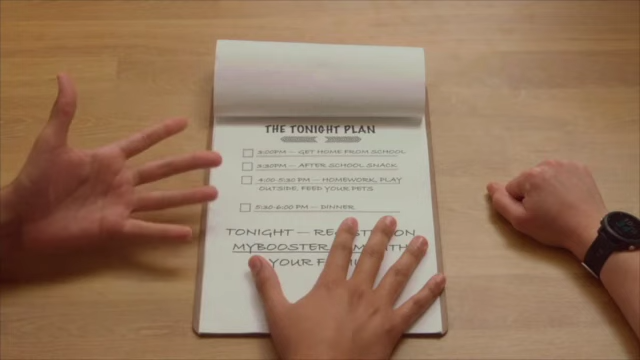 THE TONIGHT PLAN
3:00PM — GET HOME FROM SCHOOL
3:30PM — AFTER SCHOOL SNACK
4:00-5:30 PM — HOMEWORK, PLAY
OUTSIDE, FEED YOUR PETS
5:30-6:00 PM — DINNER
TONIGHT —
MYBOOSTER
YOUR